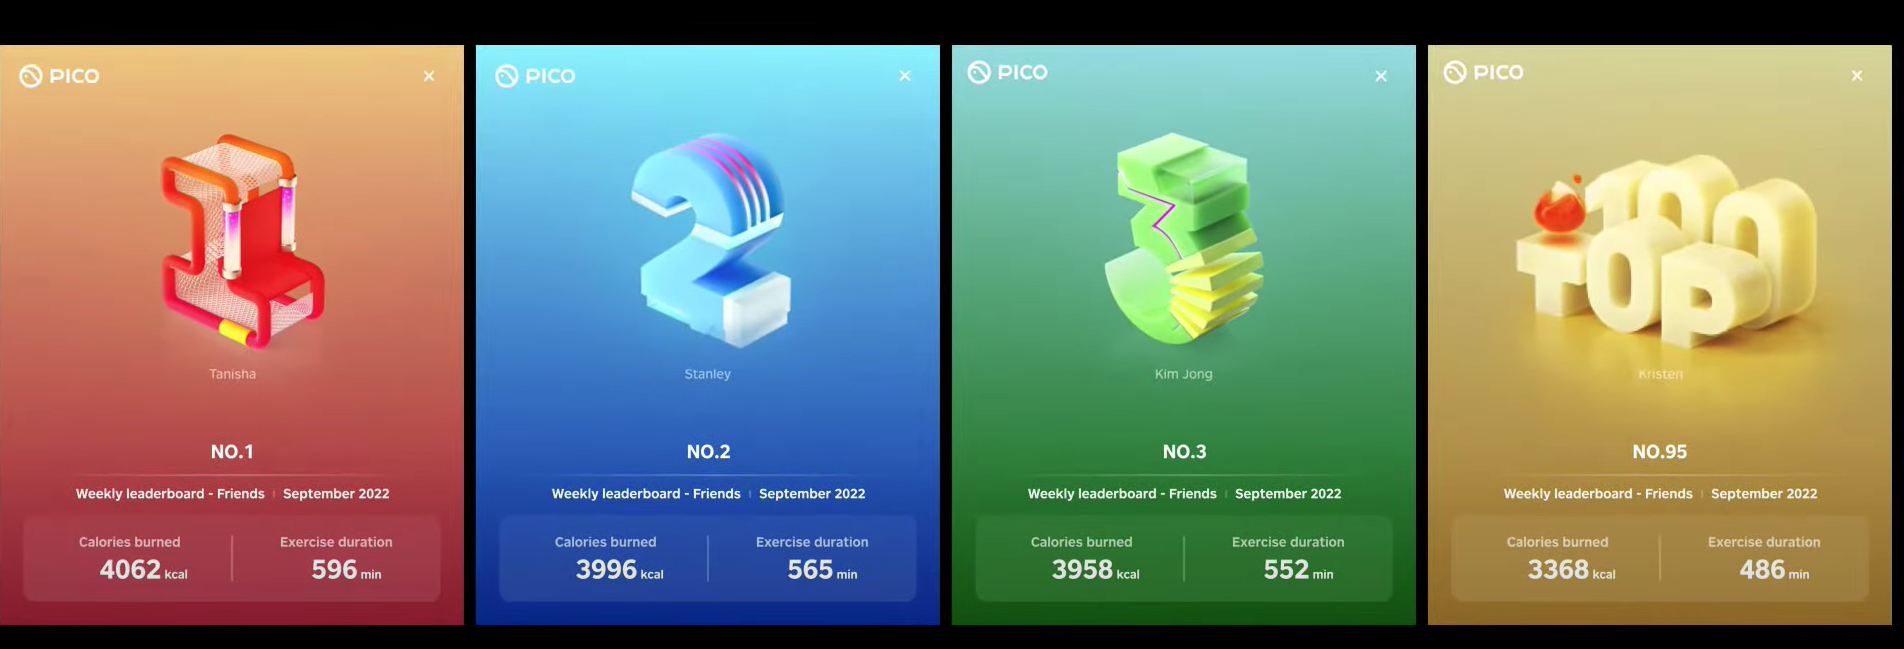 PICO
Tanisha
NO.1
Weekly leaderboard - Friends | September 2022
Calories burned
4062 kcal
Exercise duration
596 min
PICO
Stanley
NO.2
Weekly leaderboard - Friends | September 2022
Calories burned
3996 kcal
Exercise duration
565 min
PICO
Kim Jong
NO.3
Weekly leaderboard - Friends | September 2022
Calories burned
3958 kcal
Exercise duration
552 min
PICO
TOP
100
Kristen
NO.95
Weekly leaderboard - Friends | September 2022
Calories burned
3368 kcal
Exercise duration
486 min